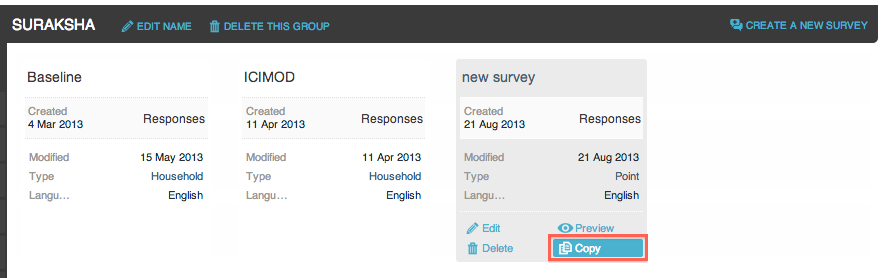 SURAKSHA EDIT NAME DELETE THIS GROUP CREATE A NEW SURVEY
Baseline
Created
4 Mar 2013
Responses
Modified 15 May 2013
Type Household
Langu... English
ICIMOD
Created
11 Apr 2013
Responses
Modified 11 Apr 2013
Type Household
Langu... English
new survey
Created
21 Aug 2013
Responses
Modified 21 Aug 2013
Type Point
Langu... English
Edit Preview
Delete Copy